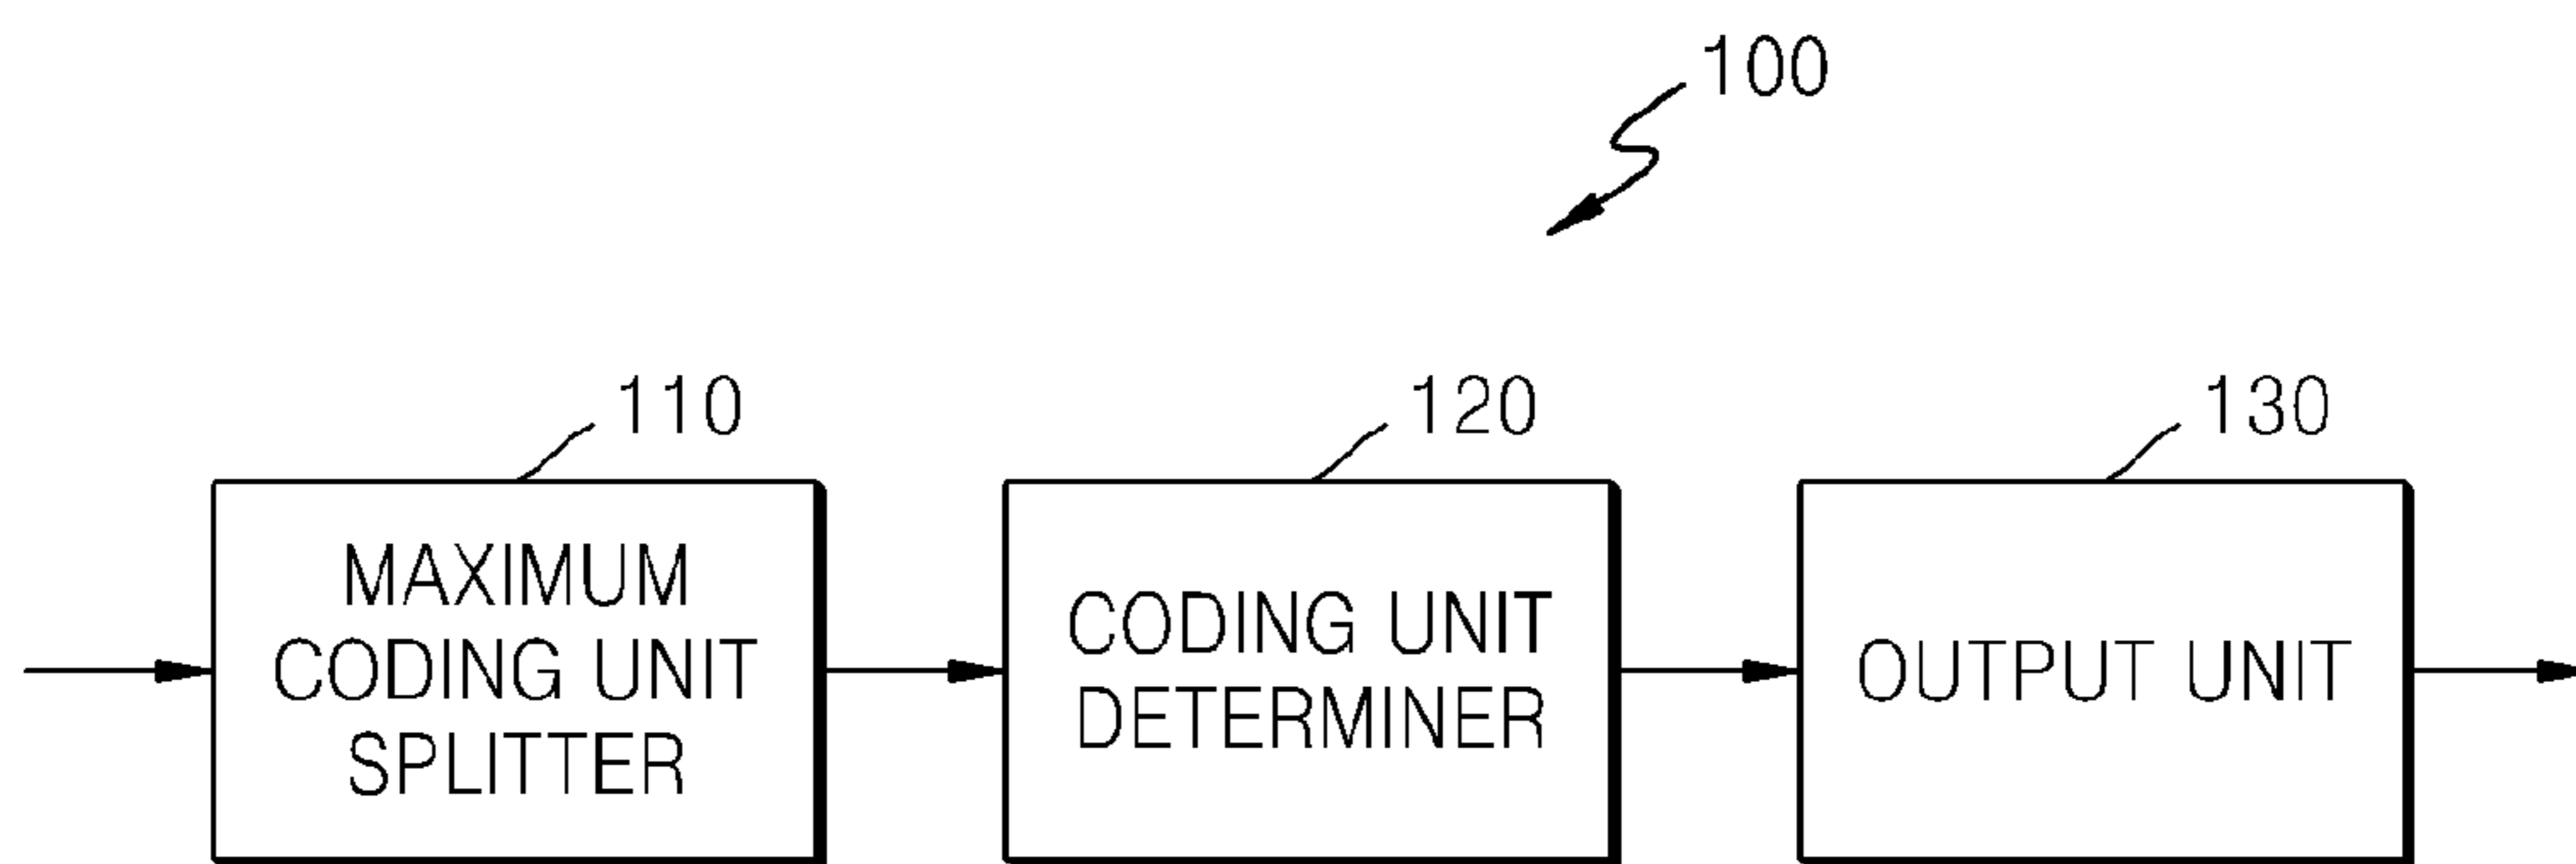 100
110
120
130
MAXIMUM
CODING UNIT
SPLITTER
CODING UNIT
DETERMINER
OUTPUT UNIT